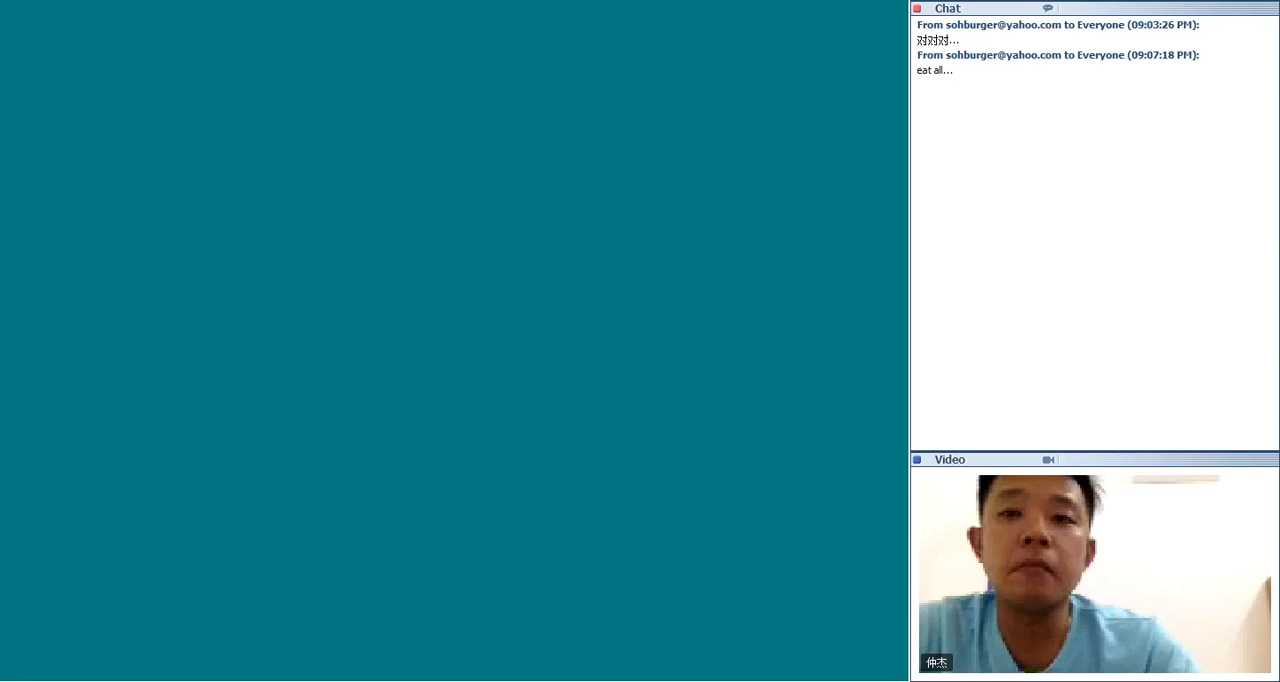 Chat
From sohburger@yahoo.com to Everyone (09:03:26 PM):
对对对...
From sohburger@yahoo.com to Everyone (09:07:18 PM):
eat all...
Video
仲杰